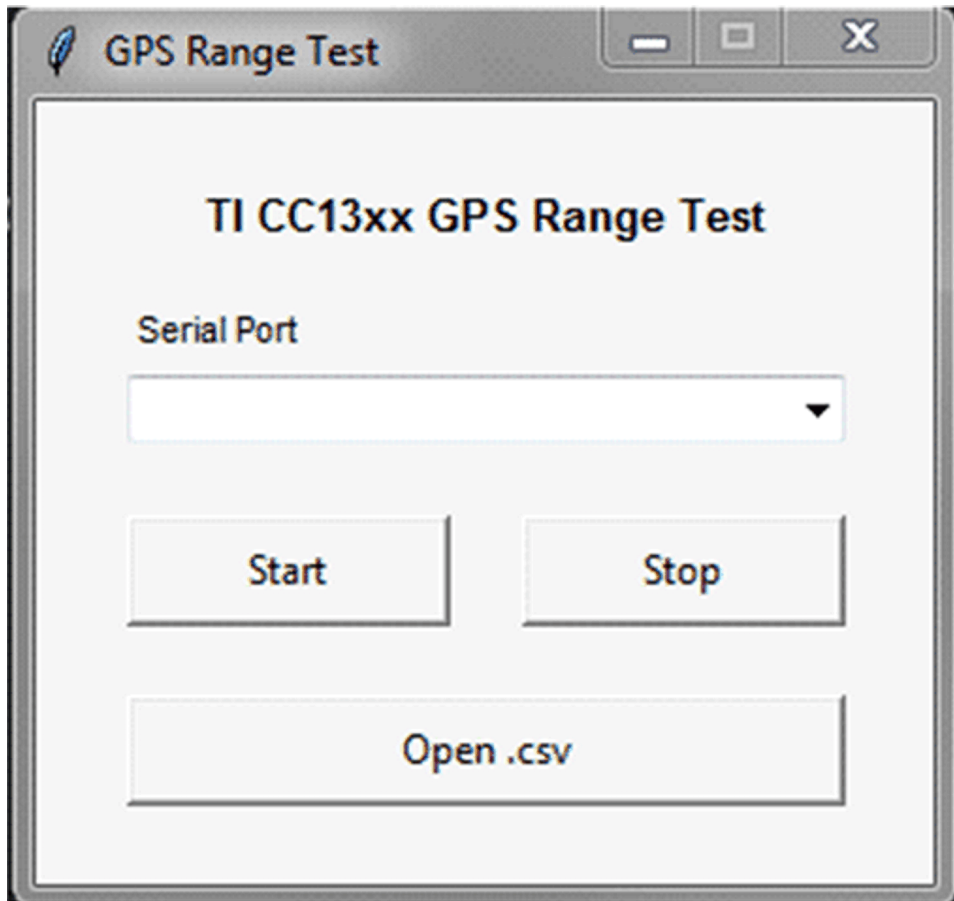 GPS Range Test
TI CC13xx GPS Range Test
Serial Port
Start Stop
Open .csv